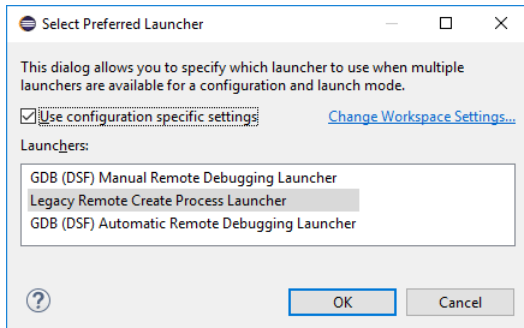 Select Preferred Launcher
This dialog allows you to specify which launcher to use when multiple
launchers are available for a configuration and launch mode.
Use configuration specific settings Change Workspace Settings...
Launchers:
GDB (DSF) Manual Remote Debugging Launcher
Legacy Remote Create Process Launcher
GDB (DSF) Automatic Remote Debugging Launcher
? OK Cancel